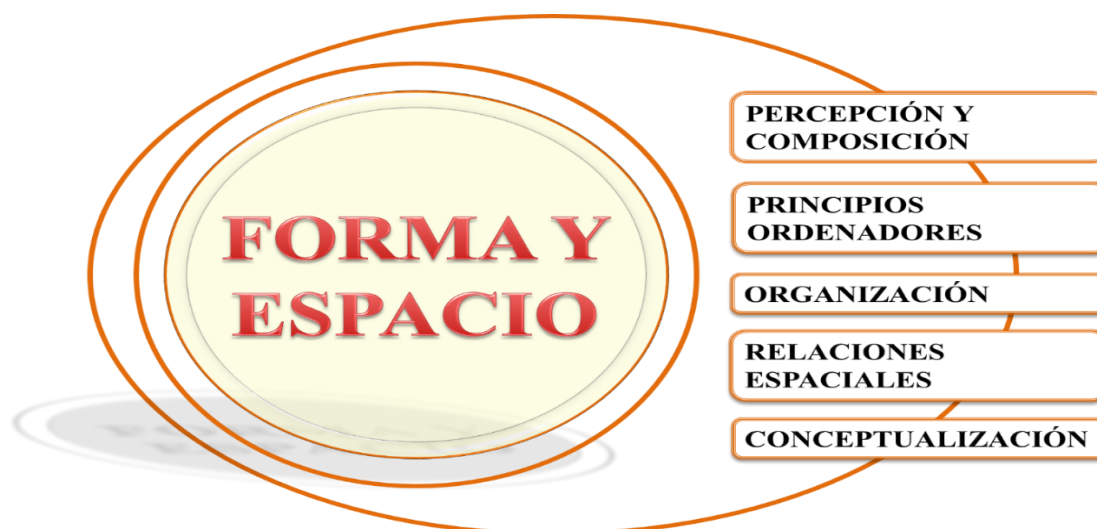 FORMA Y
ESPACIO
PERCEPCIÓN Y
COMPOSICIÓN
PRINCIPIOS
ORDENADORES
ORGANIZACIÓN
RELACIONES
ESPACIALES
CONCEPTUALIZACIÓN